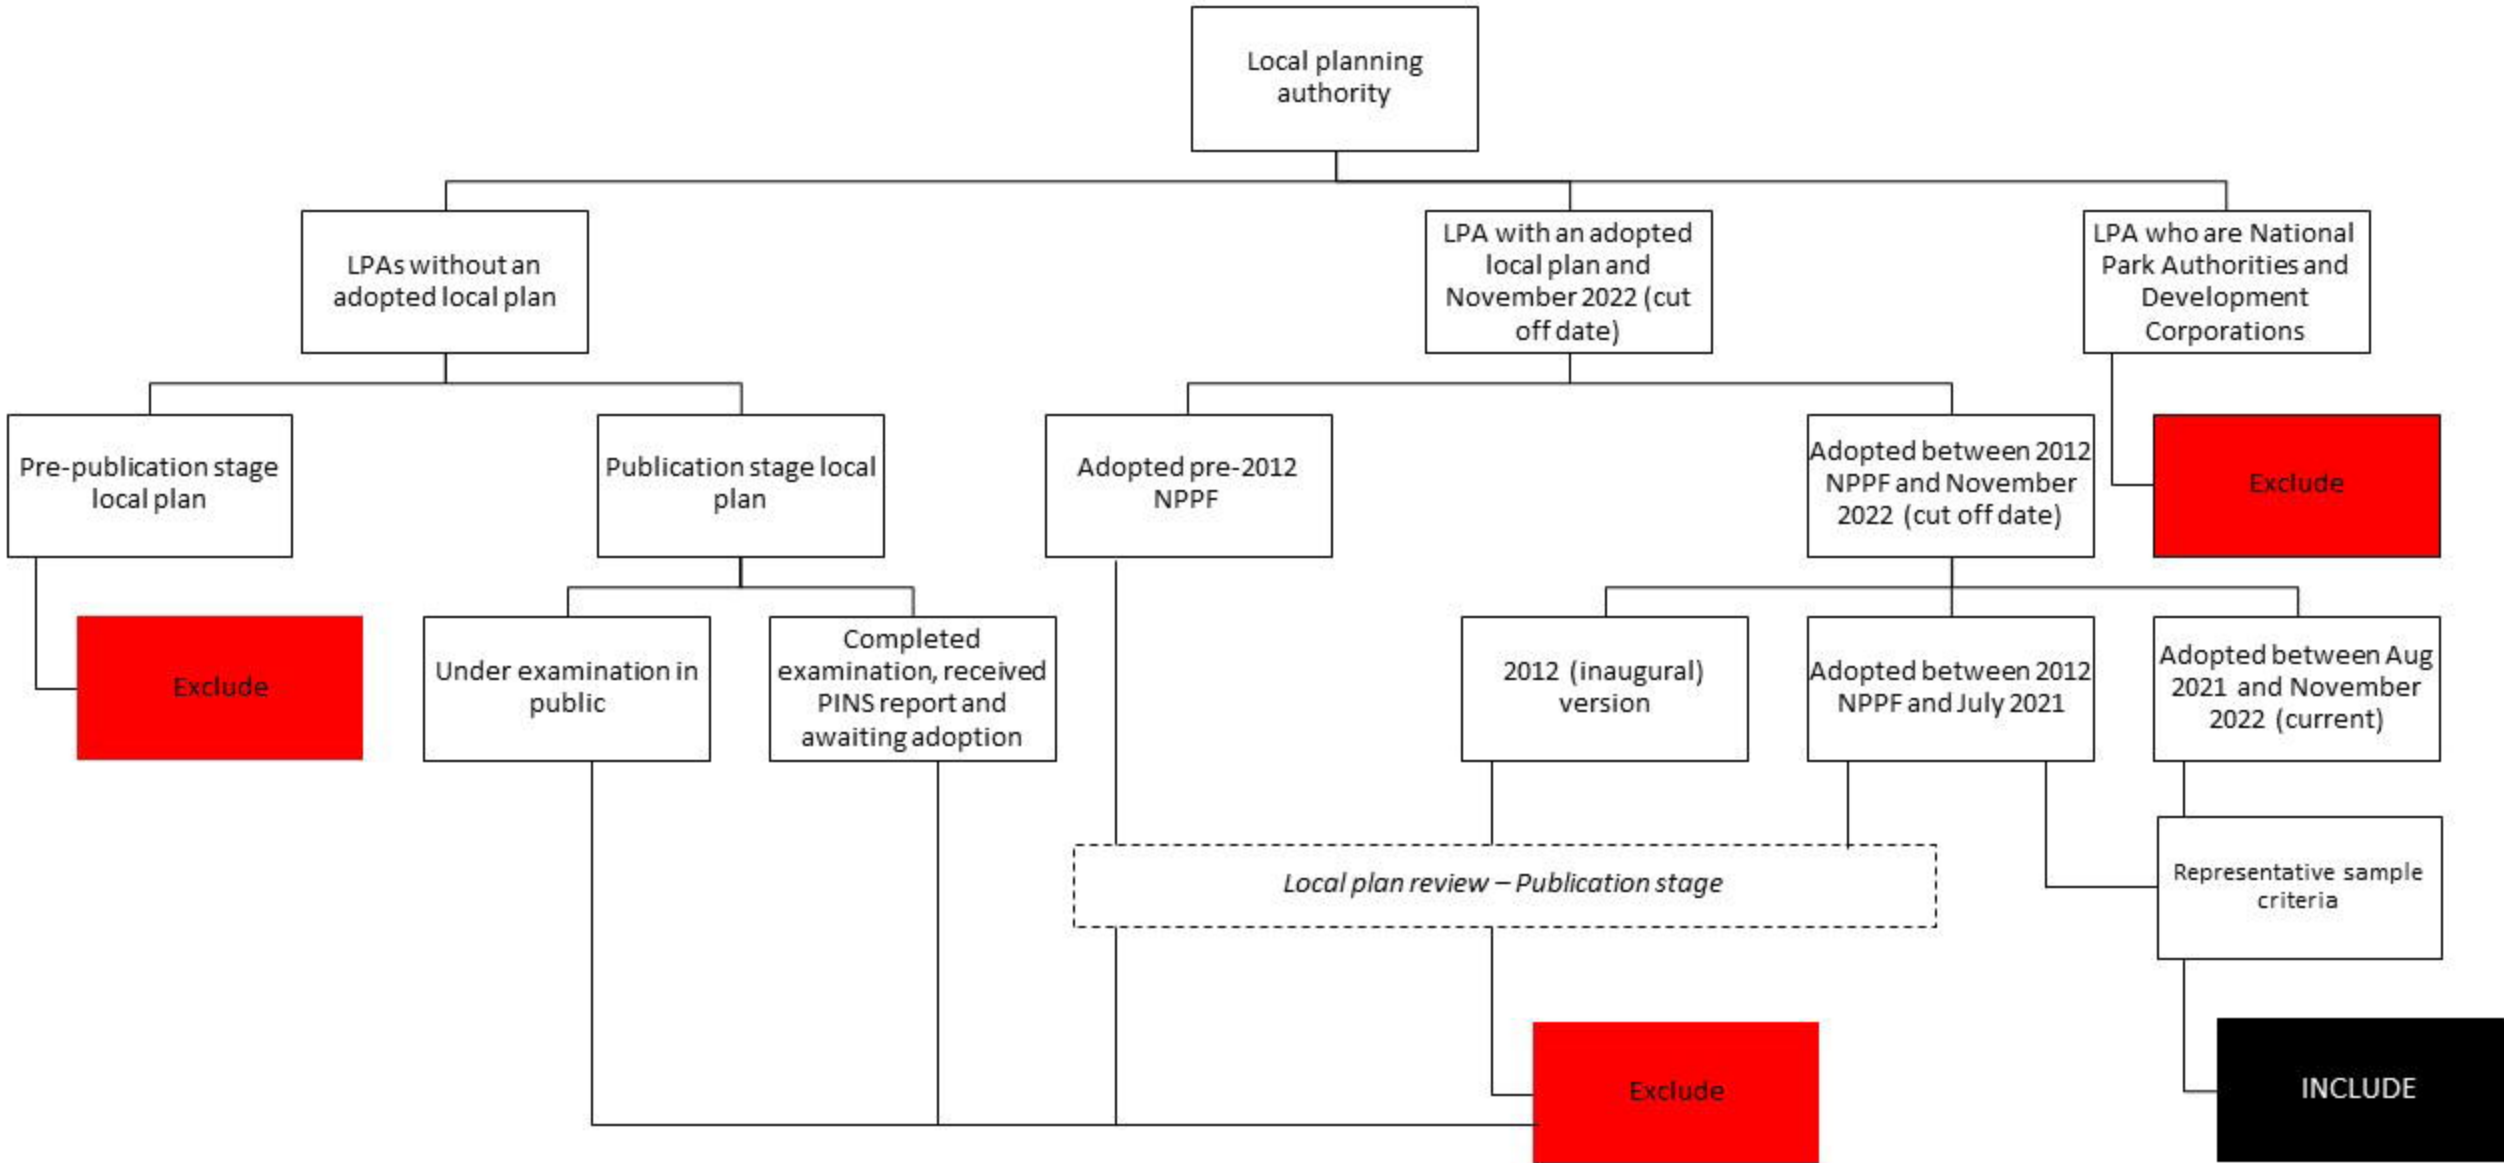 Local planning
authority
LPAs without an
adopted local plan
LPA with an adopted
local plan and
November 2022 (cut
off date)
LPA who are National
Park Authorities and
Development
Corporations
Pre-publication stage
local plan
Publication stage local
plan
Adopted pre-2012
NPPF
Adopted between 2012
NPPF and November
2022 (cut off date)
Exclude
Exclude
Under examination in
public
Completed
examination, received
PINS report and
awaiting adoption
2012 (inaugural)
version
Adopted between 2012
NPPF and July 2021
Adopted between Aug
2021 and November
2022 (current)
Local plan review – Publication stage
Representative sample
criteria
Exclude
INCLUDE